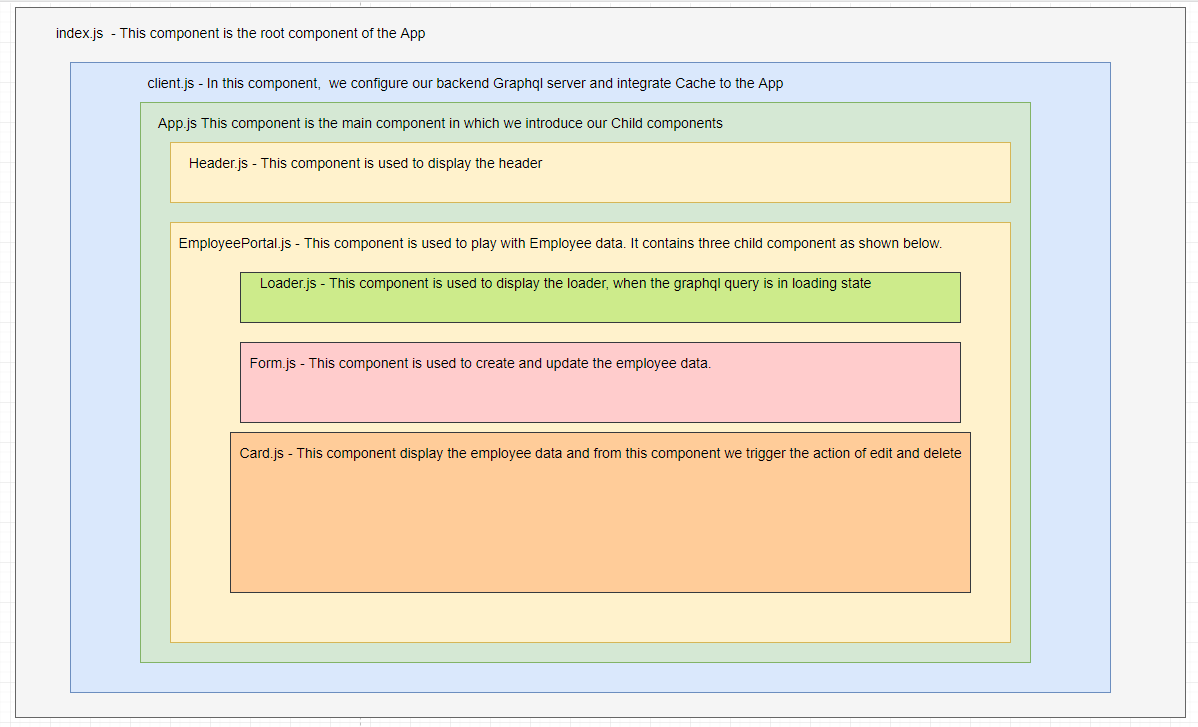 index.js  - This component is the root component of the App
client.js - In this component,  we configure our backend Graphql server and integrate Cache to the App
App.js This component is the main component in which we introduce our Child components
Header.js - This component is used to display the header
EmployeePortal.js - This component is used to play with Employee data. It contains three child component as shown below.
Loader.js - This component is used to display the loader, when the graphql query is in loading state
Form.js - This component is used to create and update the employee data.
Card.js - This component display the employee data and from this component we trigger the action of edit and delete